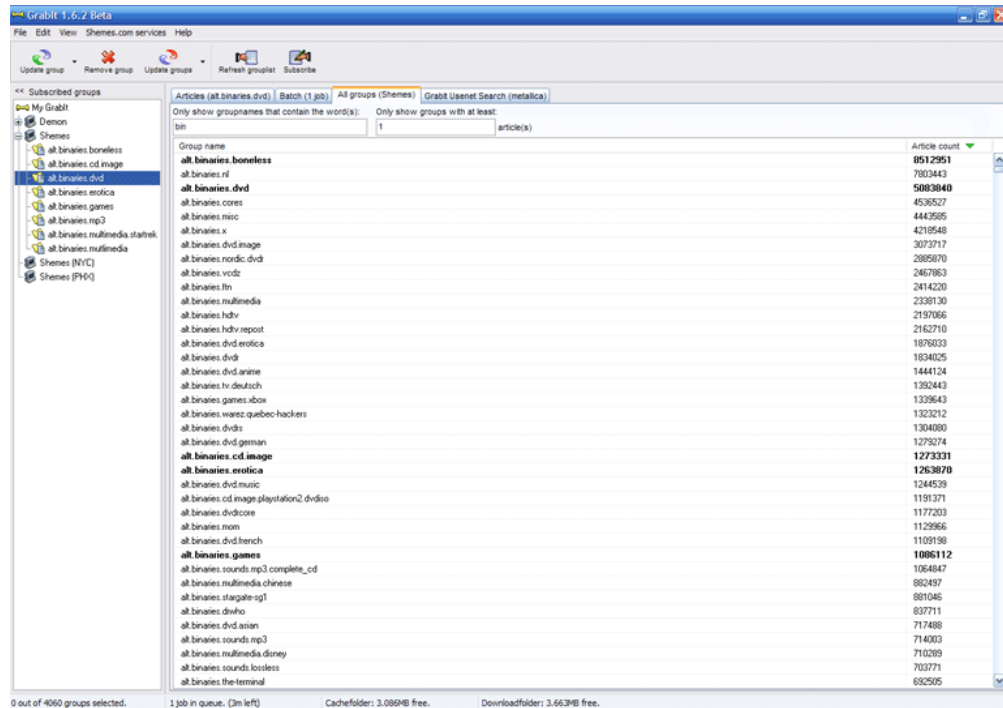 GrabIt 1.6.2 Beta
File Edit View Shemes.com services Help
Update group Remove group Update groups Refresh grouplist Subscribe
<< Subscribed groups
My GrabIt
Demon
Shemes
alt.binaries.boneless
alt.binaries.cd.image
alt.binaries.dvd
alt.binaries.erotica
alt.binaries.games
alt.binaries.mp3
alt.binaries.multimedia.startrek
alt.binaries.mutlimedia
Shemes (NYC)
Shemes (PHX)
Articles (alt.binaries.dvd) Batch (1 job) All groups (Shemes) Grabit Usenet Search (metallica)
Only show groupnames that contain the word(s): Only show groups with at least:
bin 1 article(s)
Group name Article count
alt.binaries.boneless 8512951
alt.binaries.nl 7803443
alt.binaries.dvd 5083840
alt.binaries.cores 4536527
alt.binaries.misc 4443585
alt.binaries.x 4218548
alt.binaries.dvd.image 3073717
alt.binaries.nordic.dvdr 2885870
alt.binaries.vcdz 2467863
alt.binaries.ftn 2414220
alt.binaries.multimedia 2338130
alt.binaries.hdtv 2197066
alt.binaries.hdtv.repost 2162710
alt.binaries.dvd.erotica 1876033
alt.binaries.dvdr 1834025
alt.binaries.dvd.anime 1444124
alt.binaries.tv.deutsch 1392443
alt.binaries.games.xbox 1339643
alt.binaries.warez.quebec-hackers 1323212
alt.binaries.dvdrs 1304080
alt.binaries.dvd.german 1279274
alt.binaries.cd.image 1273331
alt.binaries.erotica 1263870
alt.binaries.dvd.music 1244539
alt.binaries.cd.image.playstation2.dvdiso 1191371
alt.binaries.dvdrcore 1177203
alt.binaries.mom 1129966
alt.binaries.dvd.french 1109198
alt.binaries.games 1086112
alt.binaries.sounds.mp3.complete_cd 1064847
alt.binaries.multimedia.chinese 882497
alt.binaries.stargate-sg1 881046
alt.binaries.drwho 837711
alt.binaries.dvd.asian 717488
alt.binaries.sounds.mp3 714003
alt.binaries.multimedia.disney 710289
alt.binaries.sounds.lossless 703771
alt.binaries.the-terminal 692505
0 out of 4060 groups selected. 1 job in queue. (3m left) Cachefolder: 3.086MB free. Downloadfolder: 3.663MB free.